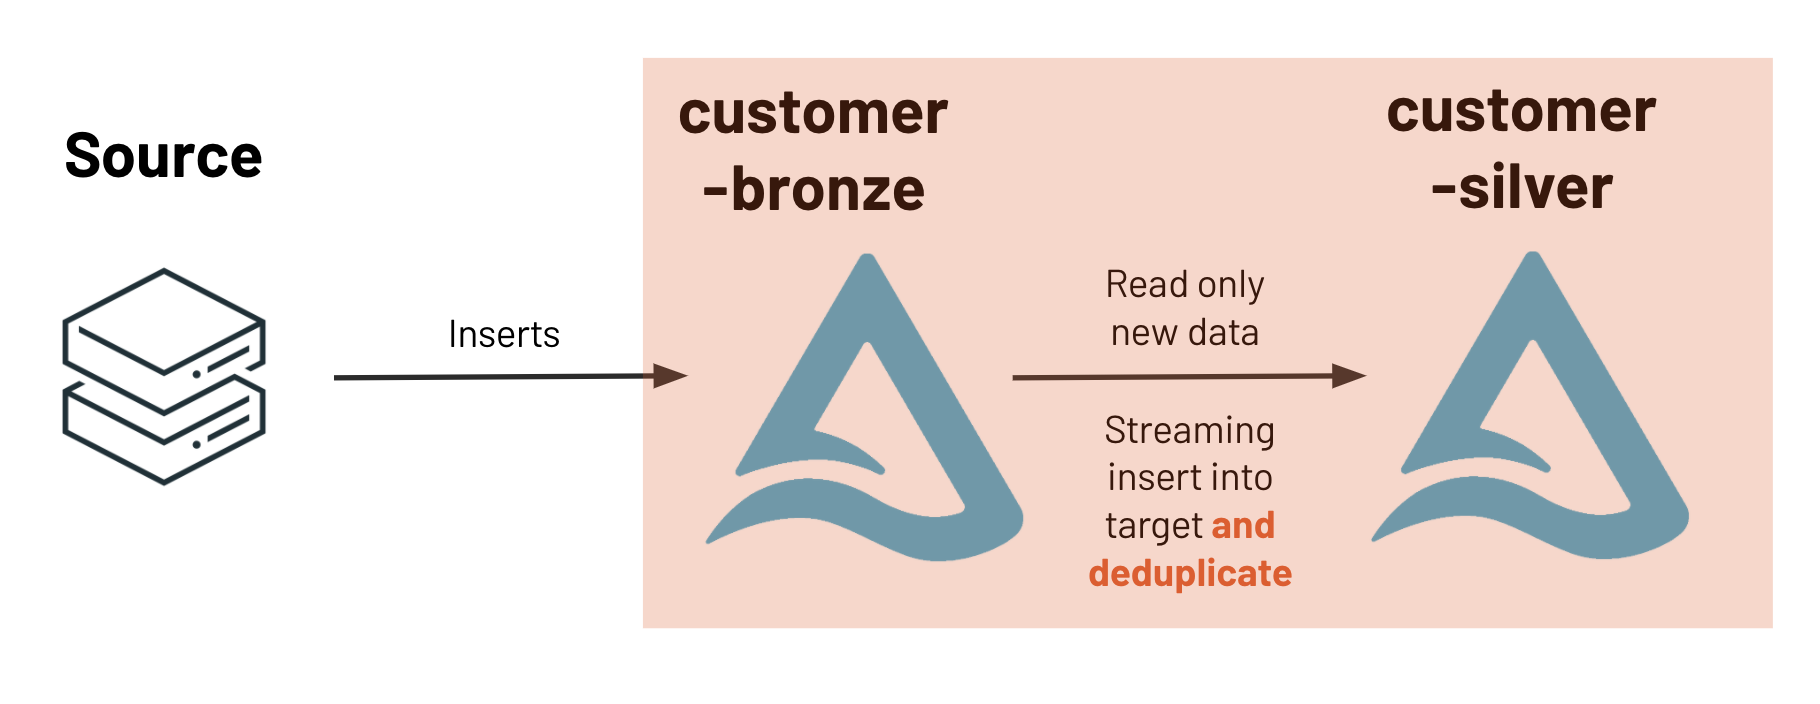 Source
Inserts
customer
-bronze
Read only
new data
Streaming
insert into
target and
deduplicate
customer
-silver